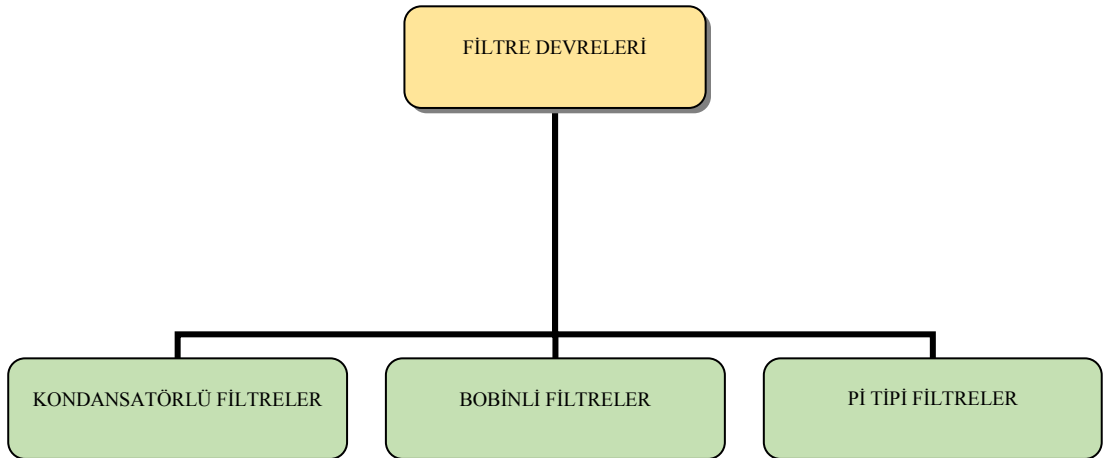 FİLTRE DEVRELERİ
KONDANSATÖRLÜ FİLTRELER
BOBİNLİ FİLTRELER
Pİ TİPİ FİLTRELER